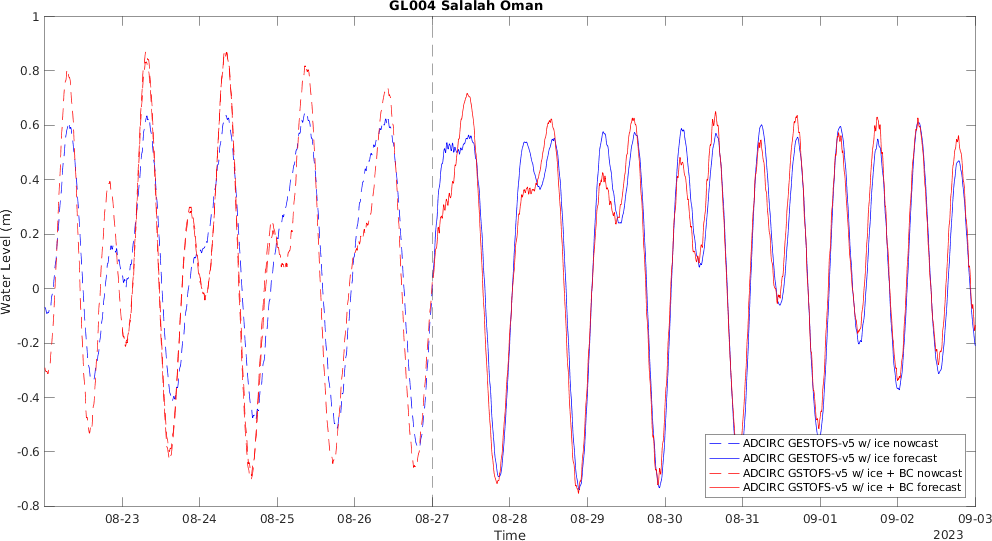 GL004 Salalah Oman
1
0.8
0.6
0.4
0.2
0
-0.2
-0.4
-0.6
-0.8
Water Level (m)
08-23 08-24 08-25 08-26 08-27 08-28 08-29 08-30 08-31 09-01 09-02 09-03
Time
2023
ADCIRC GESTOFS-v5 w/ ice nowcast
ADCIRC GESTOFS-v5 w/ ice forecast
ADCIRC GSTOFS-v5 w/ ice + BC nowcast
ADCIRC GSTOFS-v5 w/ ice + BC forecast